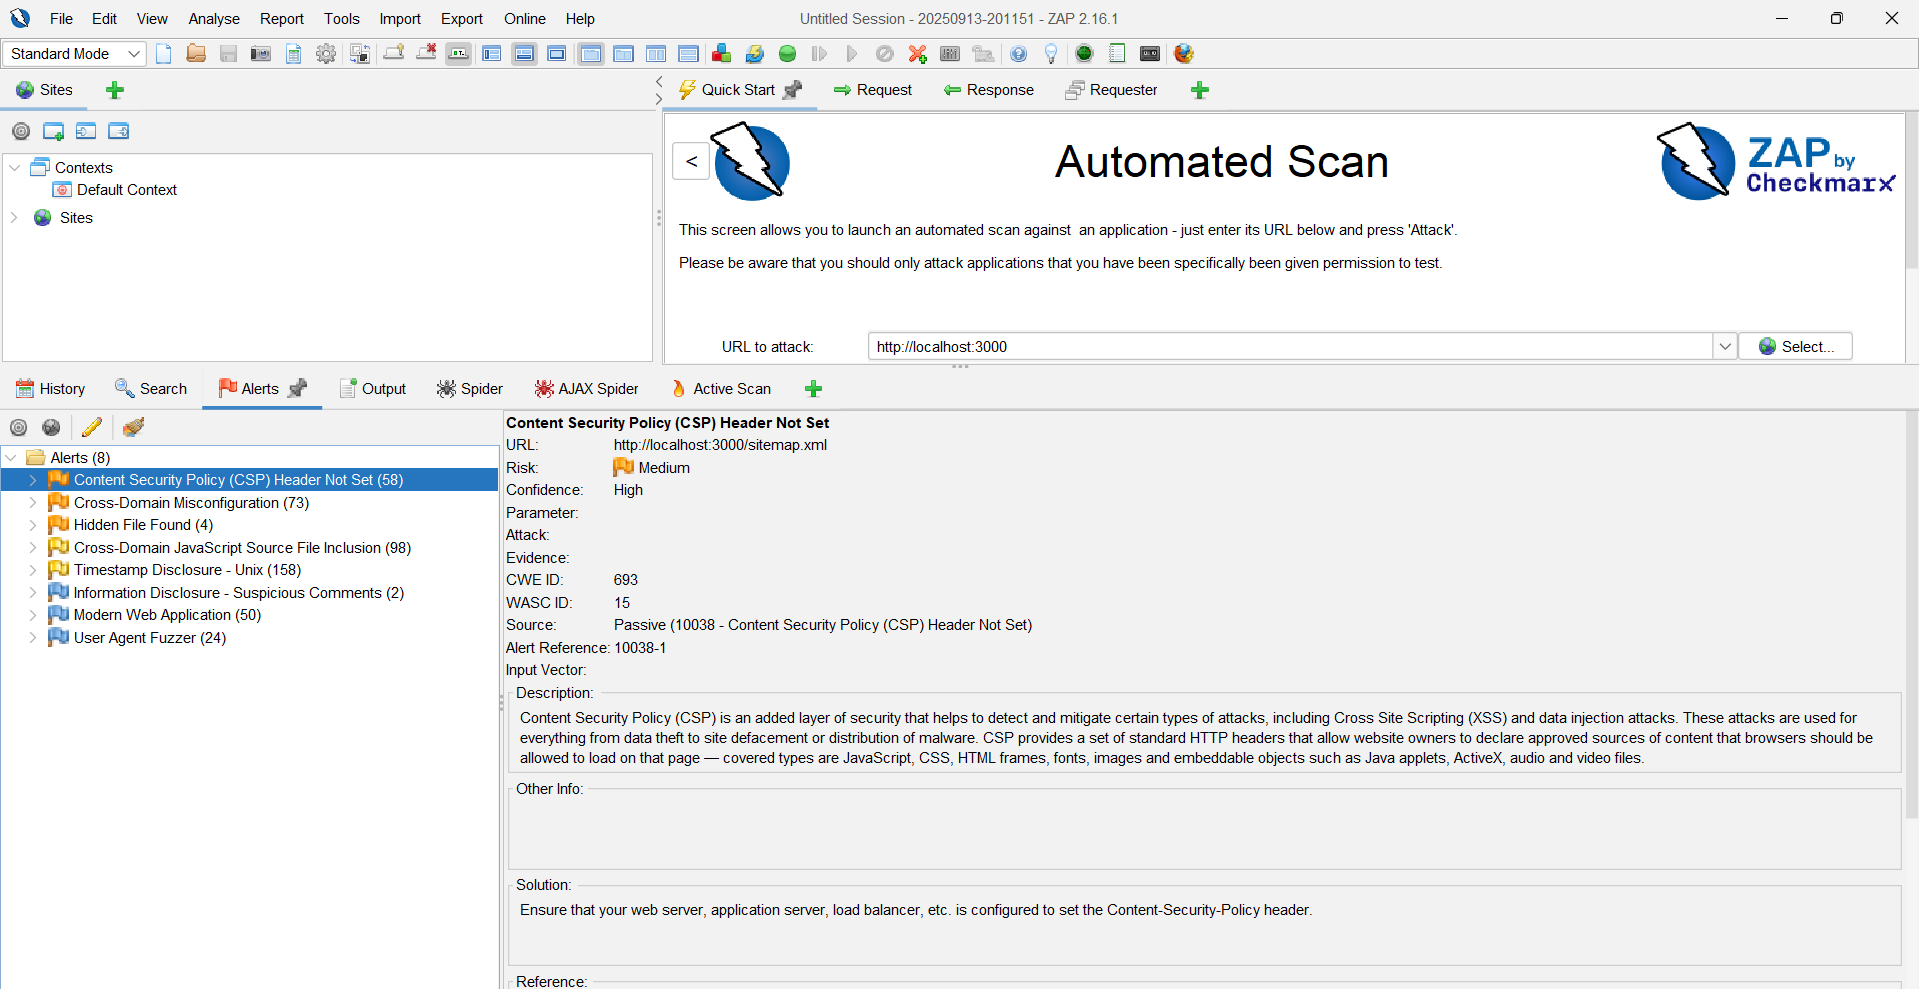 File Edit View Analyse Report Tools Import Export Online Help
Untitled Session - 20250913-201151 - ZAP 2.16.1
Standard Mode
Sites
Quick Start
Request
Response
Requester
Contexts
Default Context
Sites
<
Automated Scan
ZAP by
Checkmarx
This screen allows you to launch an automated scan against  an application - just enter its URL below and press 'Attack'.
Please be aware that you should only attack applications that you have been specifically been given permission to test.
URL to attack: http://localhost:3000 Select...
History Search Alerts Output Spider AJAX Spider Active Scan
Alerts (8)
Content Security Policy (CSP) Header Not Set (58)
Cross-Domain Misconfiguration (73)
Hidden File Found (4)
Cross-Domain JavaScript Source File Inclusion (98)
Timestamp Disclosure - Unix (158)
Information Disclosure - Suspicious Comments (2)
Modern Web Application (50)
User Agent Fuzzer (24)
Content Security Policy (CSP) Header Not Set
URL: http://localhost:3000/sitemap.xml
Risk: Medium
Confidence: High
Parameter:
Attack:
Evidence:
CWE ID: 693
WASC ID: 15
Source: Passive (10038 - Content Security Policy (CSP) Header Not Set)
Alert Reference: 10038-1
Input Vector:
Description:
Content Security Policy (CSP) is an added layer of security that helps to detect and mitigate certain types of attacks, including Cross Site Scripting (XSS) and data injection attacks. These attacks are used for
everything from data theft to site defacement or distribution of malware. CSP provides a set of standard HTTP headers that allow website owners to declare approved sources of content that browsers should be
allowed to load on that page — covered types are JavaScript, CSS, HTML frames, fonts, images and embeddable objects such as Java applets, ActiveX, audio and video files.
Other Info:
Solution:
Ensure that your web server, application server, load balancer, etc. is configured to set the Content-Security-Policy header.
Reference: